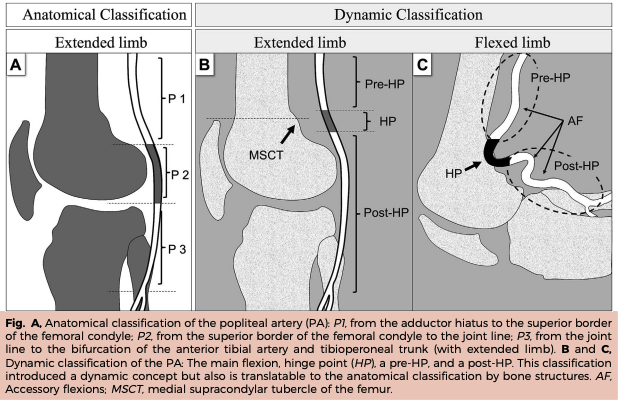 Anatomical Classification
Dynamic Classification
Extended limb
Extended limb
Flexed limb
A
P 1
P 2
P 3
B
Pre-HP
HP
MSCT
Post-HP
C
Pre-HP
AF
HP
Post-HP
Fig. A, Anatomical classification of the popliteal artery (PA): P1, from the adductor hiatus to the superior border
of the femoral condyle; P2, from the superior border of the femoral condyle to the joint line; P3, from the joint
line to the bifurcation of the anterior tibial artery and tibioperoneal trunk (with extended limb). B and C,
Dynamic classification of the PA: The main flexion, hinge point (HP), a pre-HP, and a post-HP. This classification
introduced a dynamic concept but also is translatable to the anatomical classification by bone structures. AF,
Accessory flexions; MSCT, medial supracondylar tubercle of the femur.